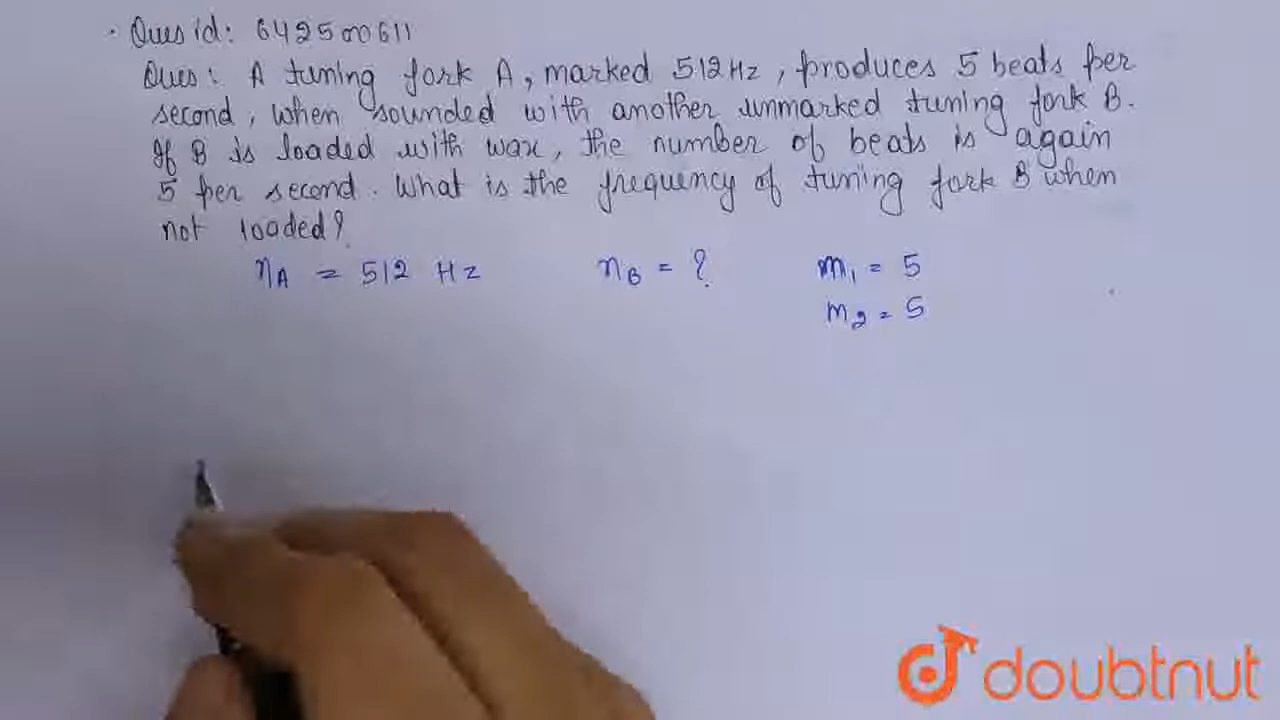 Ques id: 642500611
Ques: A tuning fork A, marked 512 Hz, produces 5 beats per
second, when sounded with another unmarked tuning fork B.
If B is loaded with wax, the number of beats is again
5 per second. What is the frequency of tuning fork B when
not loaded?
nA = 512 Hz nB = ? m1 = 5
m2 = 5
doubtnut